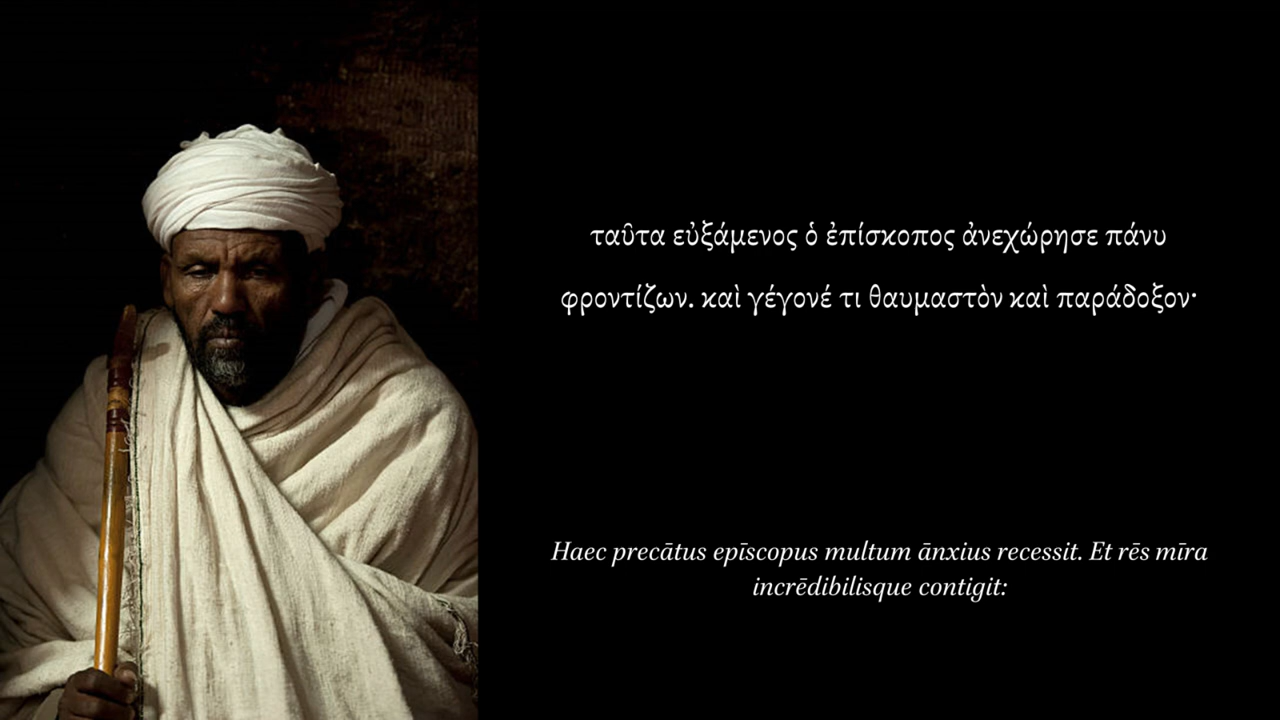 ταῦτα εὐξάμενος ὁ ἐπίσκοπος ἀνεχώρησε πάνυ
φροντίζων. καὶ γέγονέ τι θαυμαστὸν καὶ παράδοξον·
Haec precātus epīscopus multum ānxius recessit. Et rēs mīra
incrēdibilisque contigit: